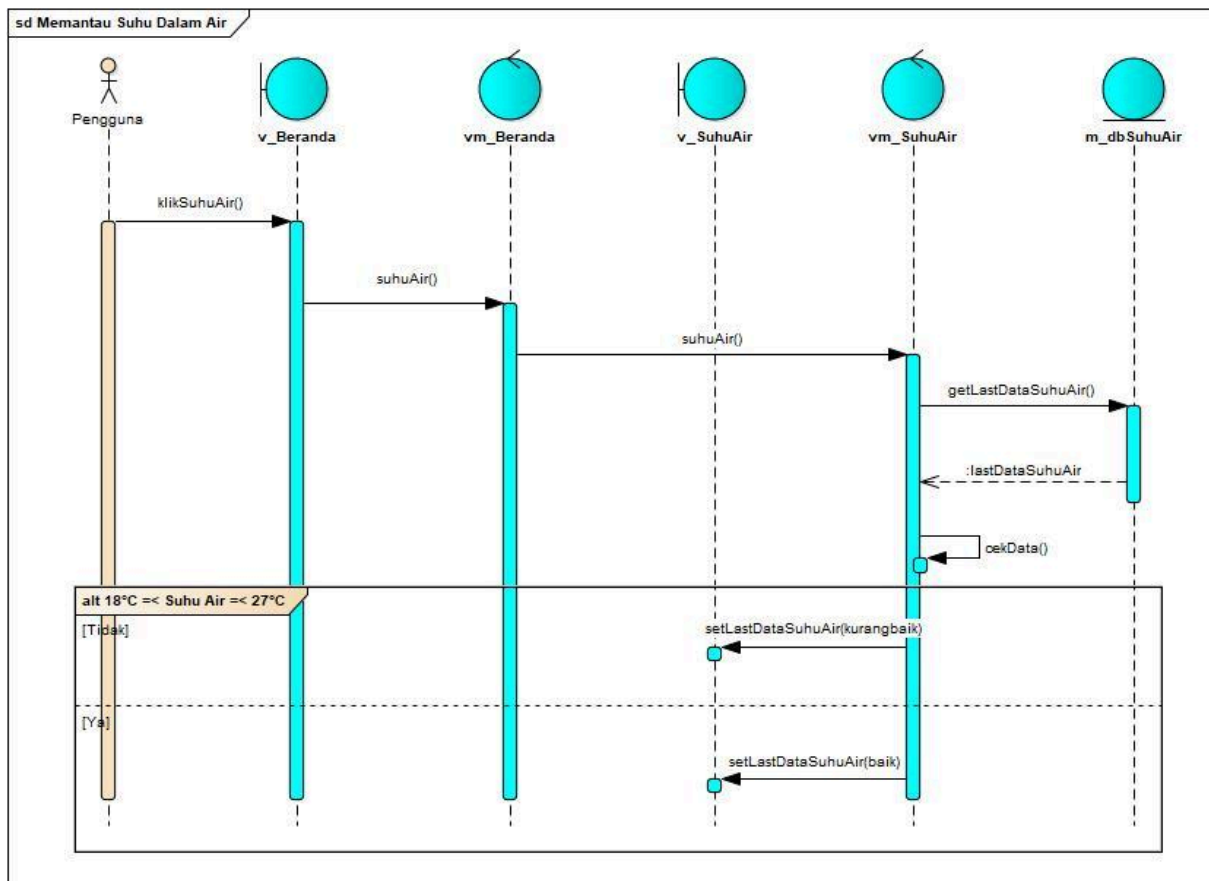 sd Memantau Suhu Dalam Air
Pengguna
v_Beranda
vm_Beranda
v_SuhuAir
vm_SuhuAir
m_dbSuhuAir
klikSuhuAir()
suhuAir()
suhuAir()
getLastDataSuhuAir()
:lastDataSuhuAir
cekData()
alt 18°C =< Suhu Air =< 27°C
[Tidak]
setLastDataSuhuAir(kurangbaik)
[Ya]
setLastDataSuhuAir(baik)